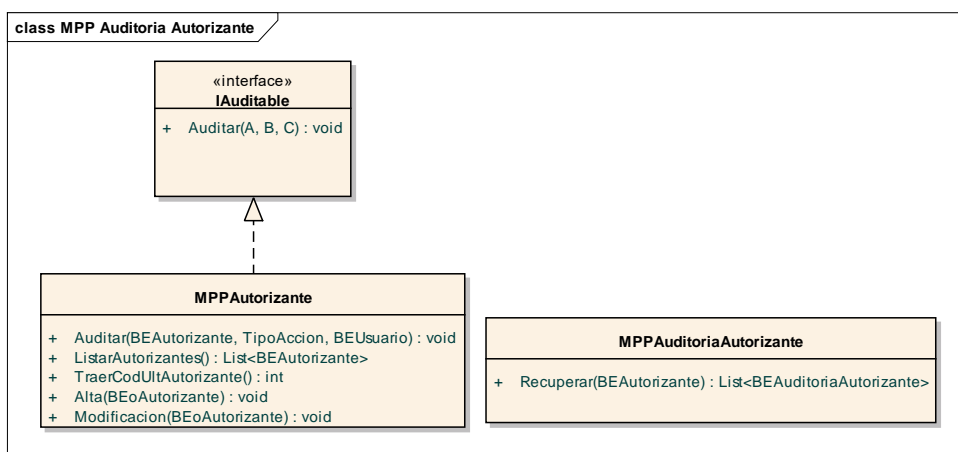 class MPP Auditoria Autorizante
«interface»
IAuditable
+ Auditar(A, B, C) : void
MPPAutorizante
+ Auditar(BEAutorizante, TipoAccion, BEUsuario) : void
+ ListarAutorizantes() : List<BEAutorizante>
+ TraerCodUltAutorizante() : int
+ Alta(BEoAutorizante) : void
+ Modificacion(BEoAutorizante) : void
MPPAuditoriaAutorizante
+ Recuperar(BEAutorizante) : List<BEAuditoriaAutorizante>